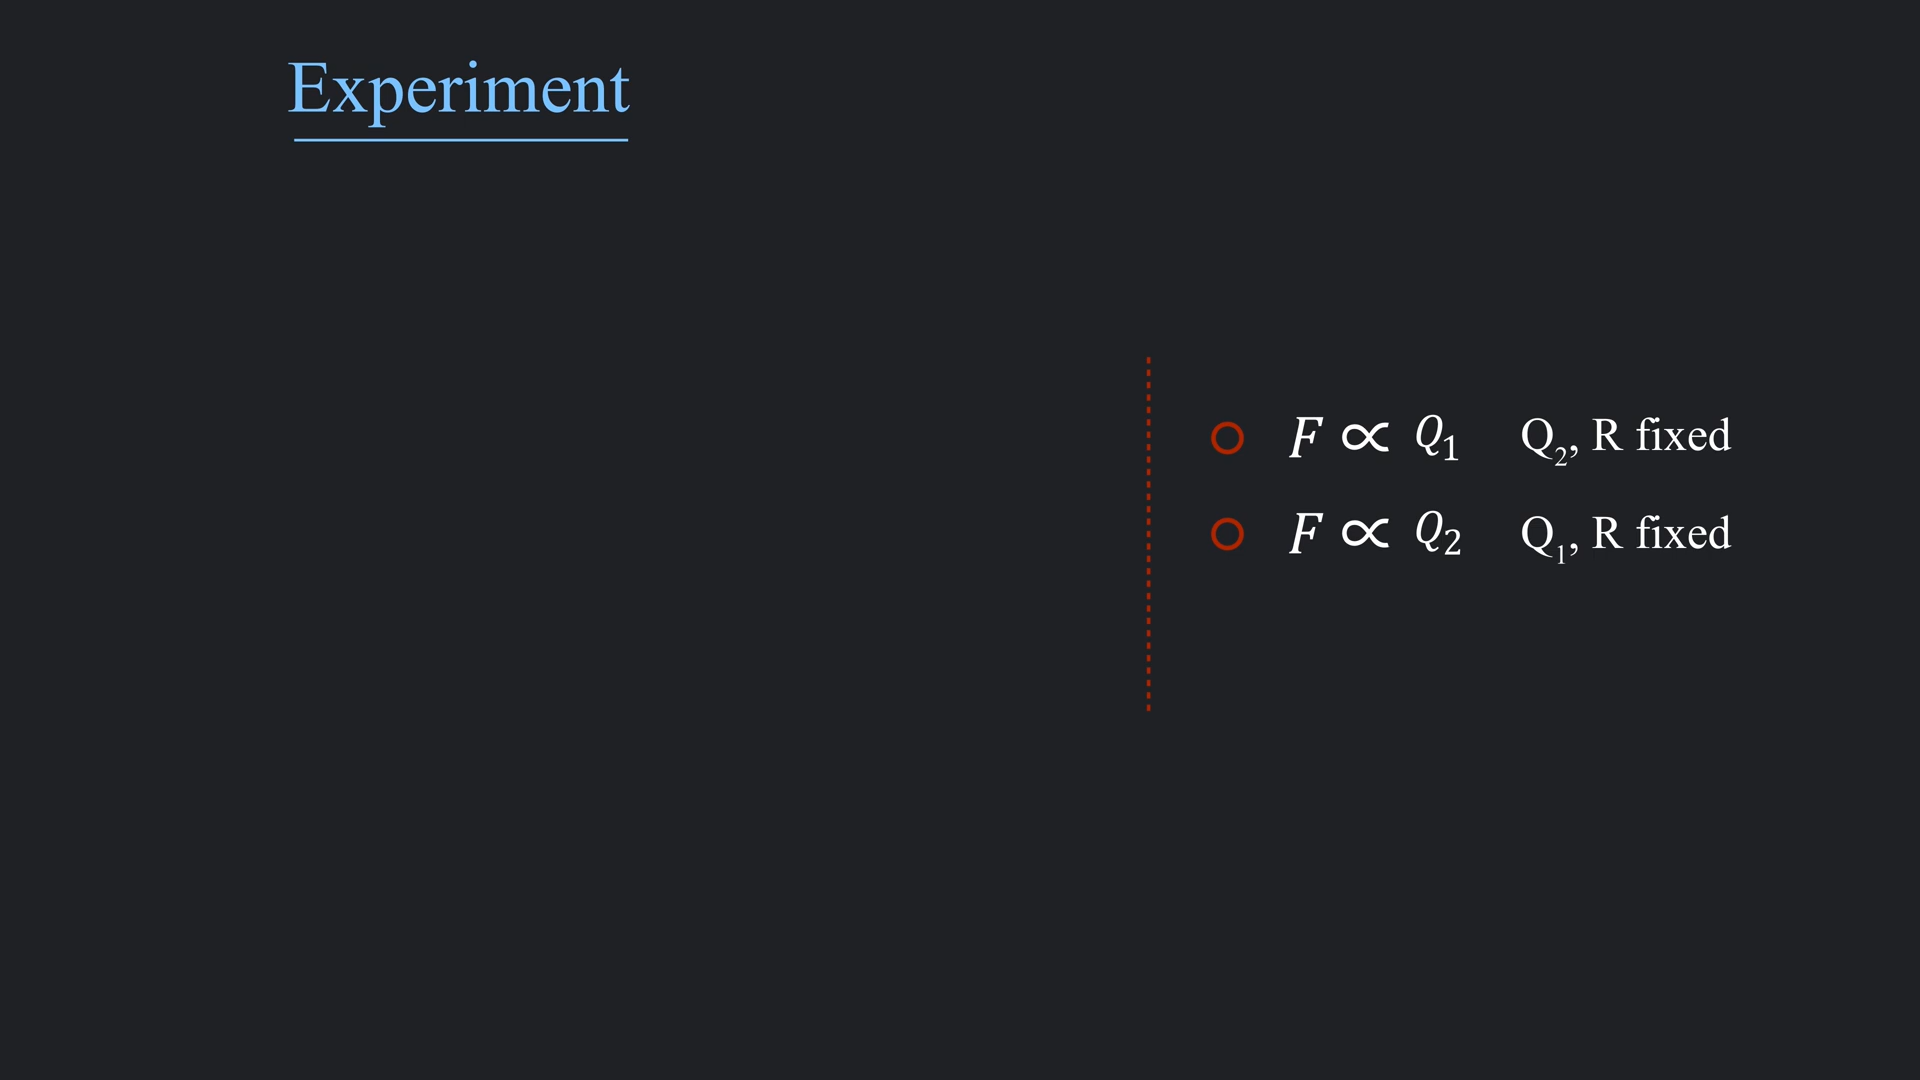 Experiment
F ∝ Q₁ Q₂, R fixed
F ∝ Q₂ Q₁, R fixed